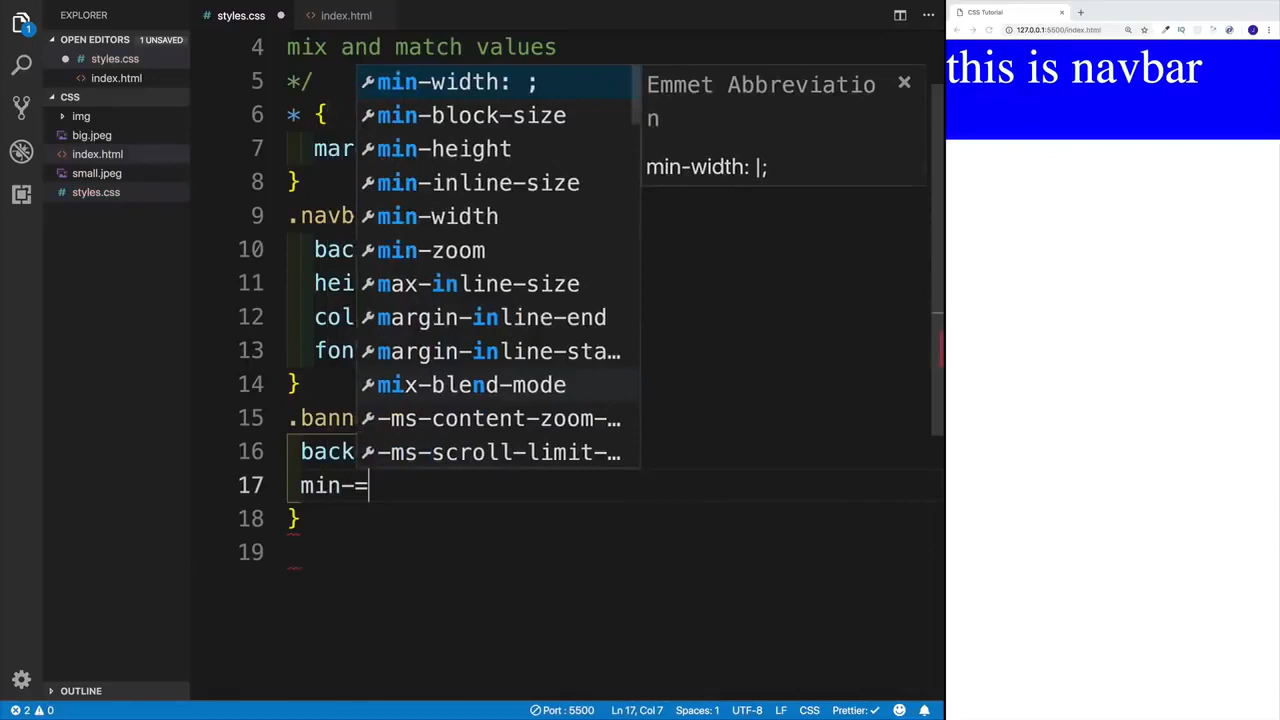 EXPLORER
OPEN EDITORS 1 UNSAVED
styles.css
index.html
CSS
img
big.jpeg
index.html
small.jpeg
styles.css
OUTLINE
1
styles.css
index.html
4 mix and match values
5 */
6 * {
7 mar
8 }
9 .navb
10 bac
11 hei
12 col
13 fon
14 }
15 .bann
16 back
17 min-=
18 }
19
min-width: ;
min-block-size
min-height
min-inline-size
min-width
min-zoom
max-inline-size
margin-inline-end
margin-inline-sta…
mix-blend-mode
-ms-content-zoom-…
-ms-scroll-limit-…
Emmet Abbreviatio
n
min-width: |;
2 0 Port : 5500 Ln 17, Col 7 Spaces: 1 UTF-8 LF CSS Prettier: ✓
CSS Tutorial
127.0.0.1:5500/index.html
this is navbar